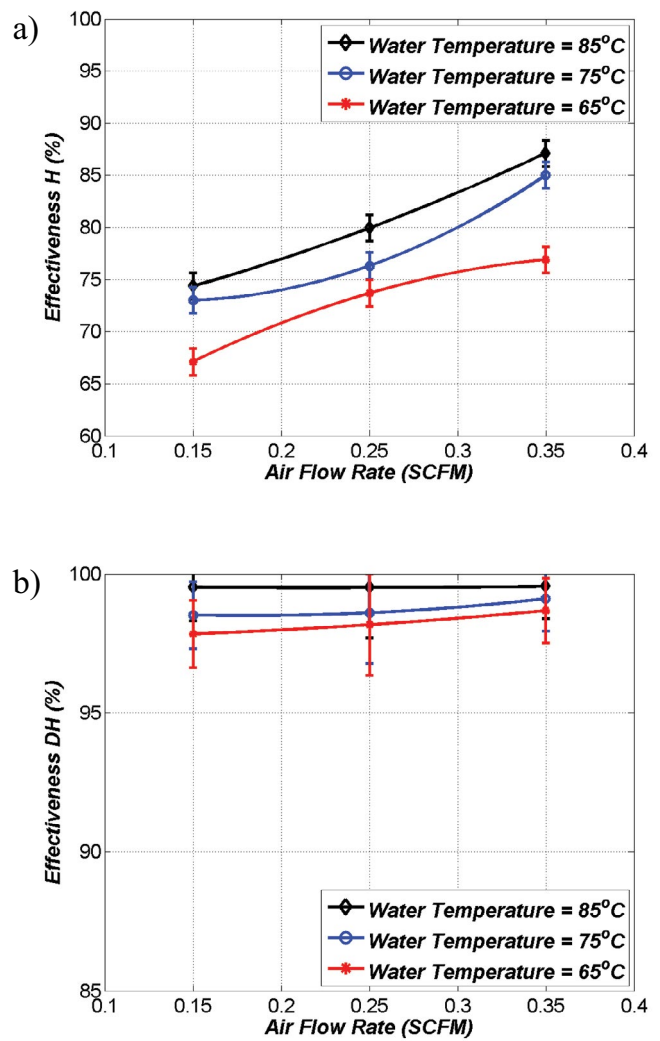 a)
100
95
90
85
80
75
70
65
60
Effectiveness H (%)
Water Temperature = 85°C
Water Temperature = 75°C
Water Temperature = 65°C
0.1 0.15 0.2 0.25 0.3 0.35 0.4
Air Flow Rate (SCFM)
b)
100
95
90
85
Effectiveness DH (%)
Water Temperature = 85°C
Water Temperature = 75°C
Water Temperature = 65°C
0.1 0.15 0.2 0.25 0.3 0.35 0.4
Air Flow Rate (SCFM)